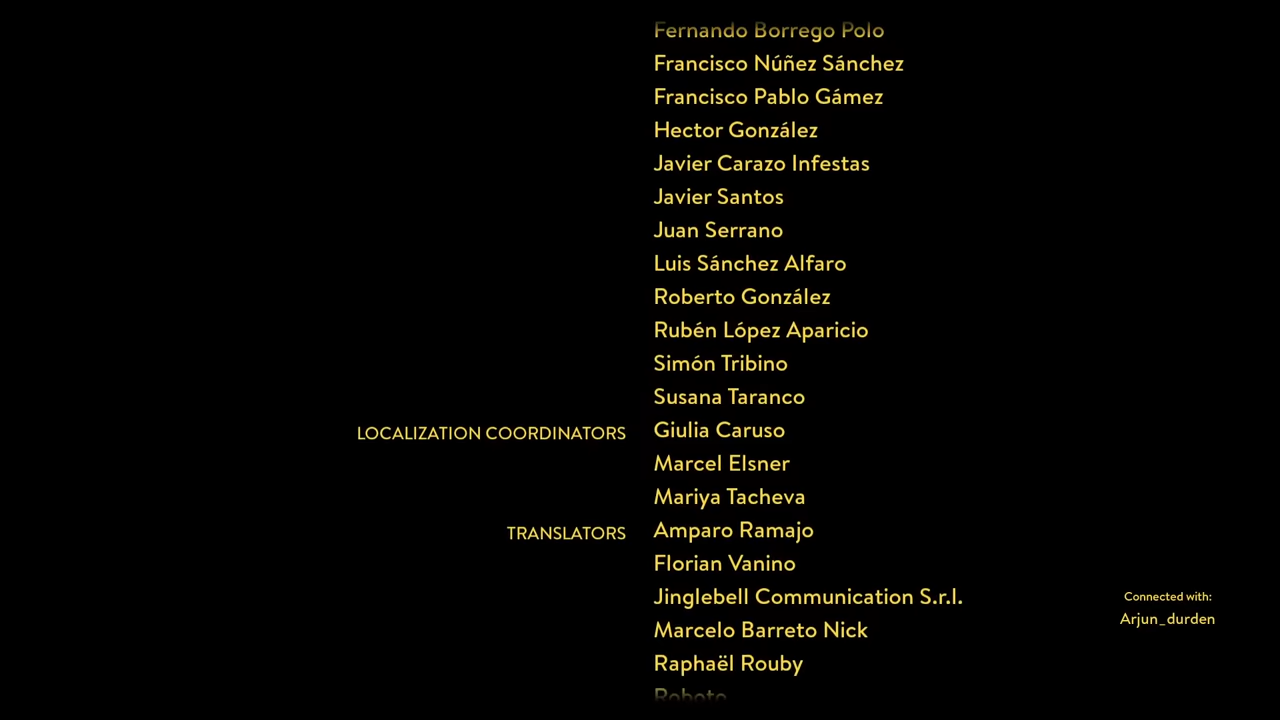 Fernando Borrego Polo
Francisco Núñez Sánchez
Francisco Pablo Gámez
Hector González
Javier Carazo Infestas
Javier Santos
Juan Serrano
Luis Sánchez Alfaro
Roberto González
Rubén López Aparicio
Simón Tribino
Susana Taranco
LOCALIZATION COORDINATORS Giulia Caruso
Marcel Elsner
Mariya Tacheva
TRANSLATORS Amparo Ramajo
Florian Vanino
Jinglebell Communication S.r.l.
Marcelo Barreto Nick
Raphaël Rouby
Roboto
Connected with:
Arjun_durden